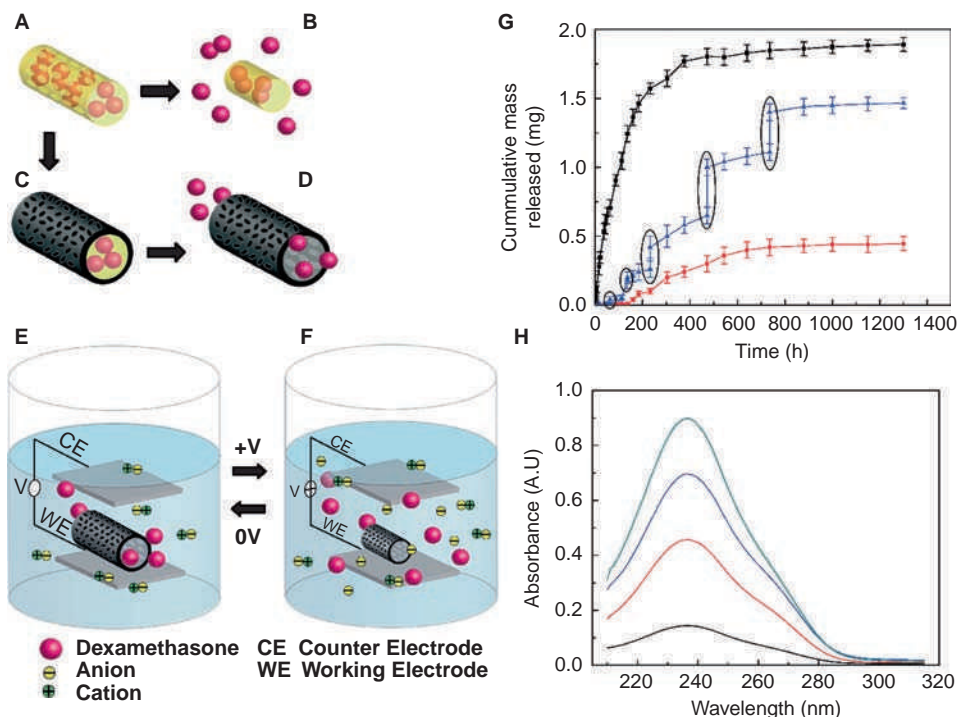 A
B
C
D
E
F
CE
V
WE
+V
0V
CE
V
WE
Dexamethasone
Anion
Cation
CE Counter Electrode
WE Working Electrode
G
Cummulative mass
released (mg)
2.0
1.5
1.0
0.5
0.0
0
200
400
600
800
1000
1200
1400
Time (h)
H
Absorbance (A.U)
1.0
0.8
0.6
0.4
0.2
0.0
220
240
260
280
300
320
Wavelength (nm)